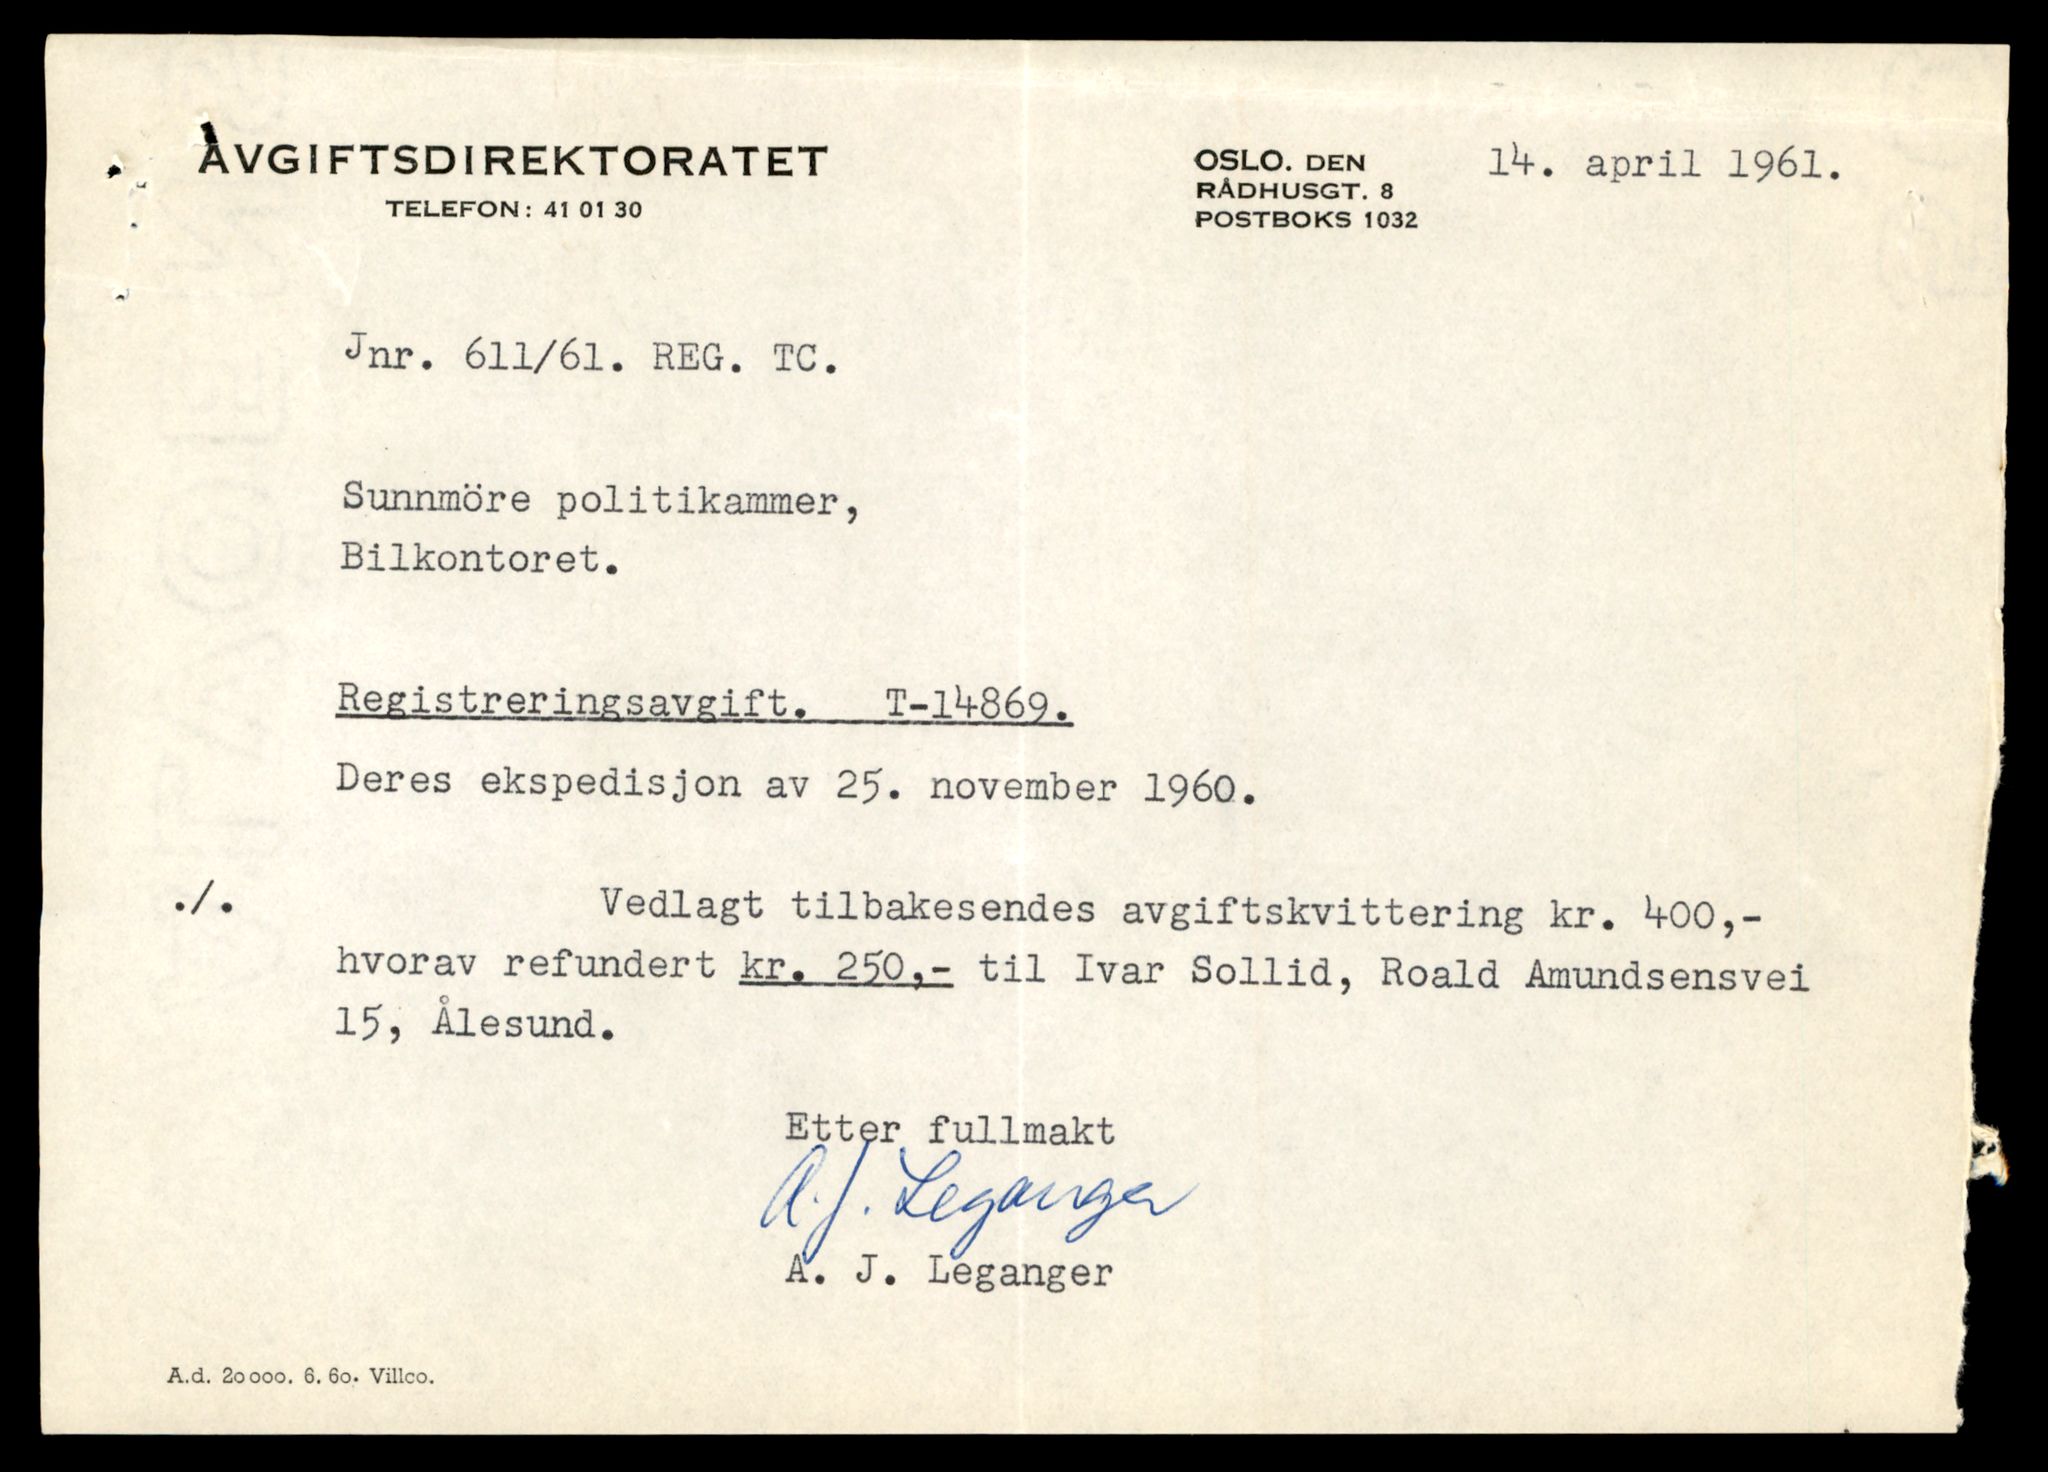 AVGIFTSDIREKTORATET
TELEFON: 41 01 30
OSLO. DEN 14. april 1961.
RÅDHUSGT. 8
POSTBOKS 1032
Jnr. 611/61. REG. TC.
Sunnmöre politikammer,
Bilkontoret.
Registreringsavgift. T-14869.
Deres ekspedisjon av 25. november 1960.
./. Vedlagt tilbakesendes avgiftskvittering kr. 400,-
hvorav refundert kr. 250,- til Ivar Sollid, Roald Amundsensvei
15, Ålesund.
Etter fullmakt
A. J. Leganger
A. J. Leganger
A.d. 20000. 6. 60. Villco.